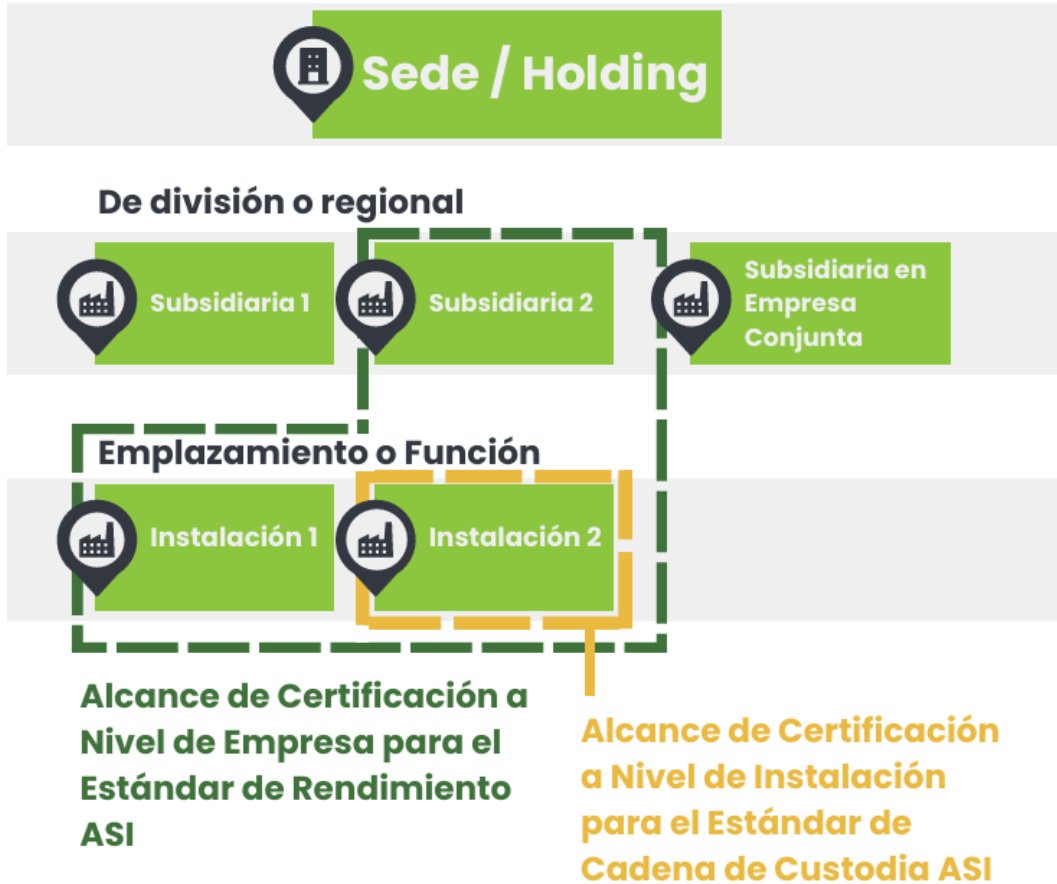 Sede / Holding
De división o regional
Subsidiaria 1
Subsidiaria 2
Subsidiaria en
Empresa
Conjunta
Emplazamiento o Función
Instalación 1
Instalación 2
Alcance de Certificación a
Nivel de Empresa para el
Estándar de Rendimiento
ASI
Alcance de Certificación
a Nivel de Instalación
para el Estándar de
Cadena de Custodia ASI